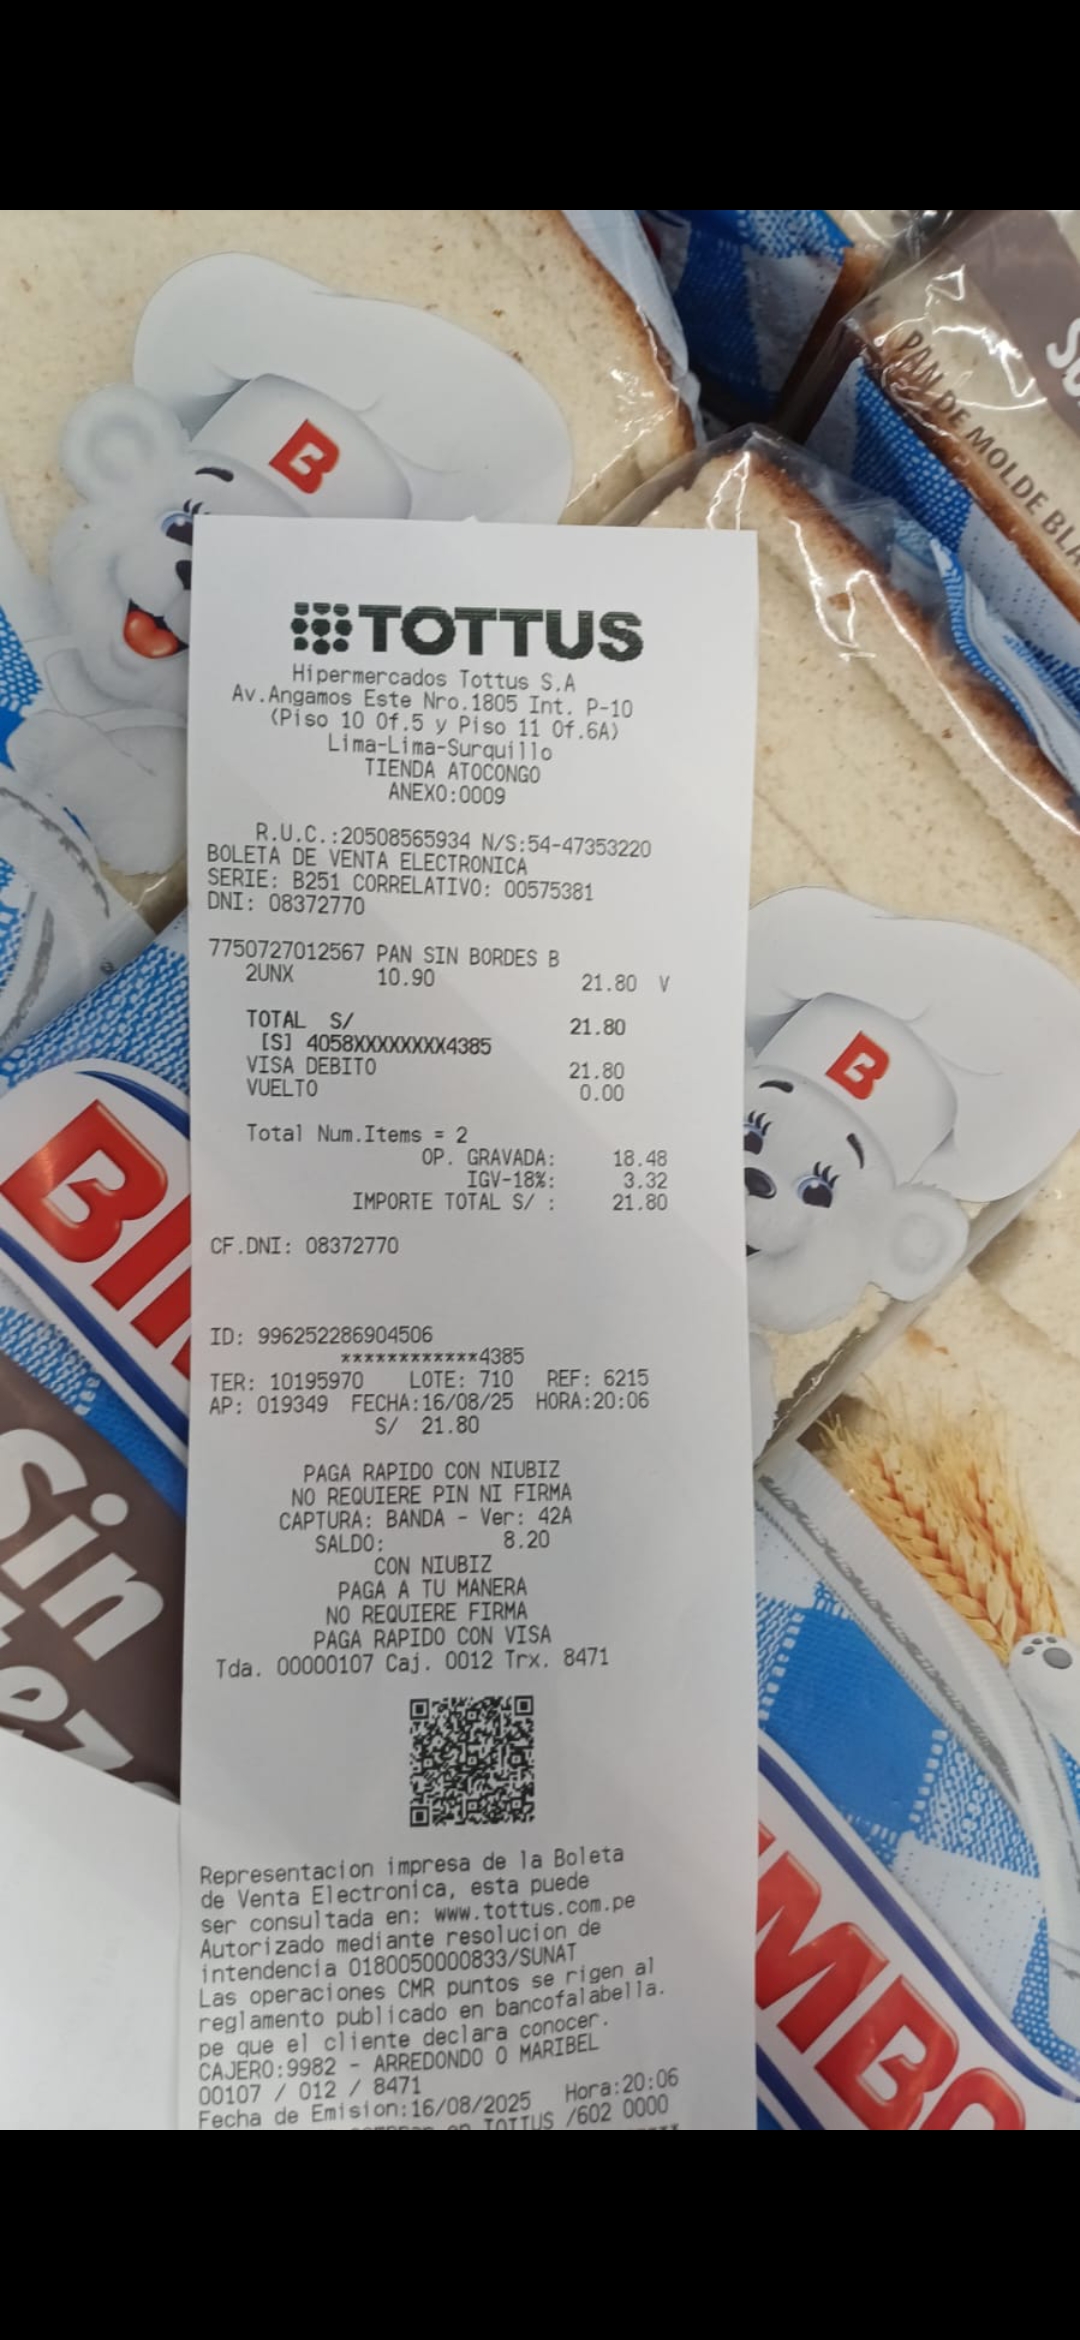 B
PAN DE MOLDE BLA
TOTTUS
Hipermercados Tottus S.A
Av.Angamos Este Nro.1805 Int. P-10
(Piso 10 Of.5 y Piso 11 Of.6A)
Lima-Lima-Surquillo
TIENDA ATOCONGO
ANEXO:0009
R.U.C.:20508565934 N/S:54-47353220
BOLETA DE VENTA ELECTRONICA
SERIE: B251 CORRELATIVO: 00575381
DNI: 08372770
7750727012567 PAN SIN BORDES B
2UNX 10.90 21.80 V
TOTAL S/ 21.80
[S] 4058XXXXXXXX4385
VISA DEBITO 21.80
VUELTO 0.00
Total Num.Items = 2
OP. GRAVADA: 18.48
IGV-18%: 3.32
IMPORTE TOTAL S/ : 21.80
CF.DNI: 08372770
ID: 996252286904506
************4385
TER: 10195970 LOTE: 710 REF: 6215
AP: 019349 FECHA:16/08/25 HORA:20:06
S/ 21.80
PAGA RAPIDO CON NIUBIZ
NO REQUIERE PIN NI FIRMA
CAPTURA: BANDA - Ver: 42A
SALDO: 8.20
CON NIUBIZ
PAGA A TU MANERA
NO REQUIERE FIRMA
PAGA RAPIDO CON VISA
Tda. 00000107 Caj. 0012 Trx. 8471
Representacion impresa de la Boleta
de Venta Electronica, esta puede
ser consultada en: www.tottus.com.pe
Autorizado mediante resolucion de
intendencia 0180050000833/SUNAT
Las operaciones CMR puntos se rigen al
reglamento publicado en bancofalabella.
pe que el cliente declara conocer.
CAJERO:9982 - ARREDONDO O MARIBEL
00107 / 012 / 8471
Fecha de Emision:16/08/2025 Hora:20:06
TOTTUS /602 0000
B
BI
Sin
tez
IMBO